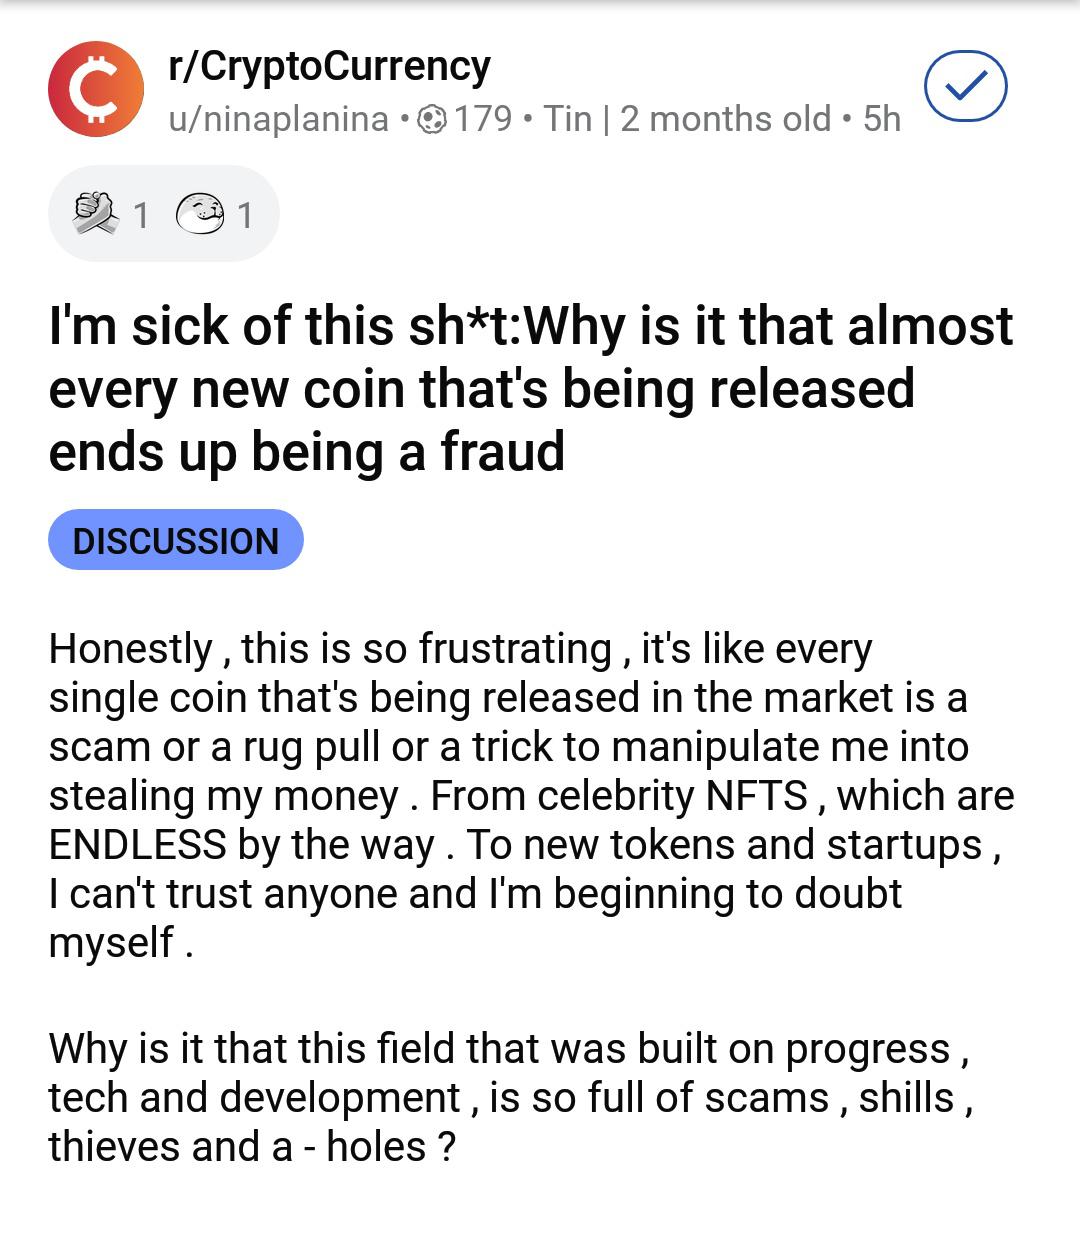 r/CryptoCurrency
u/ninaplanina • 179 • Tin | 2 months old • 5h
1 1
I'm sick of this sh*t:Why is it that almost
every new coin that's being released
ends up being a fraud
DISCUSSION
Honestly , this is so frustrating , it's like every
single coin that's being released in the market is a
scam or a rug pull or a trick to manipulate me into
stealing my money . From celebrity NFTS , which are
ENDLESS by the way . To new tokens and startups ,
I can't trust anyone and I'm beginning to doubt
myself .
Why is it that this field that was built on progress ,
tech and development , is so full of scams , shills ,
thieves and a - holes ?